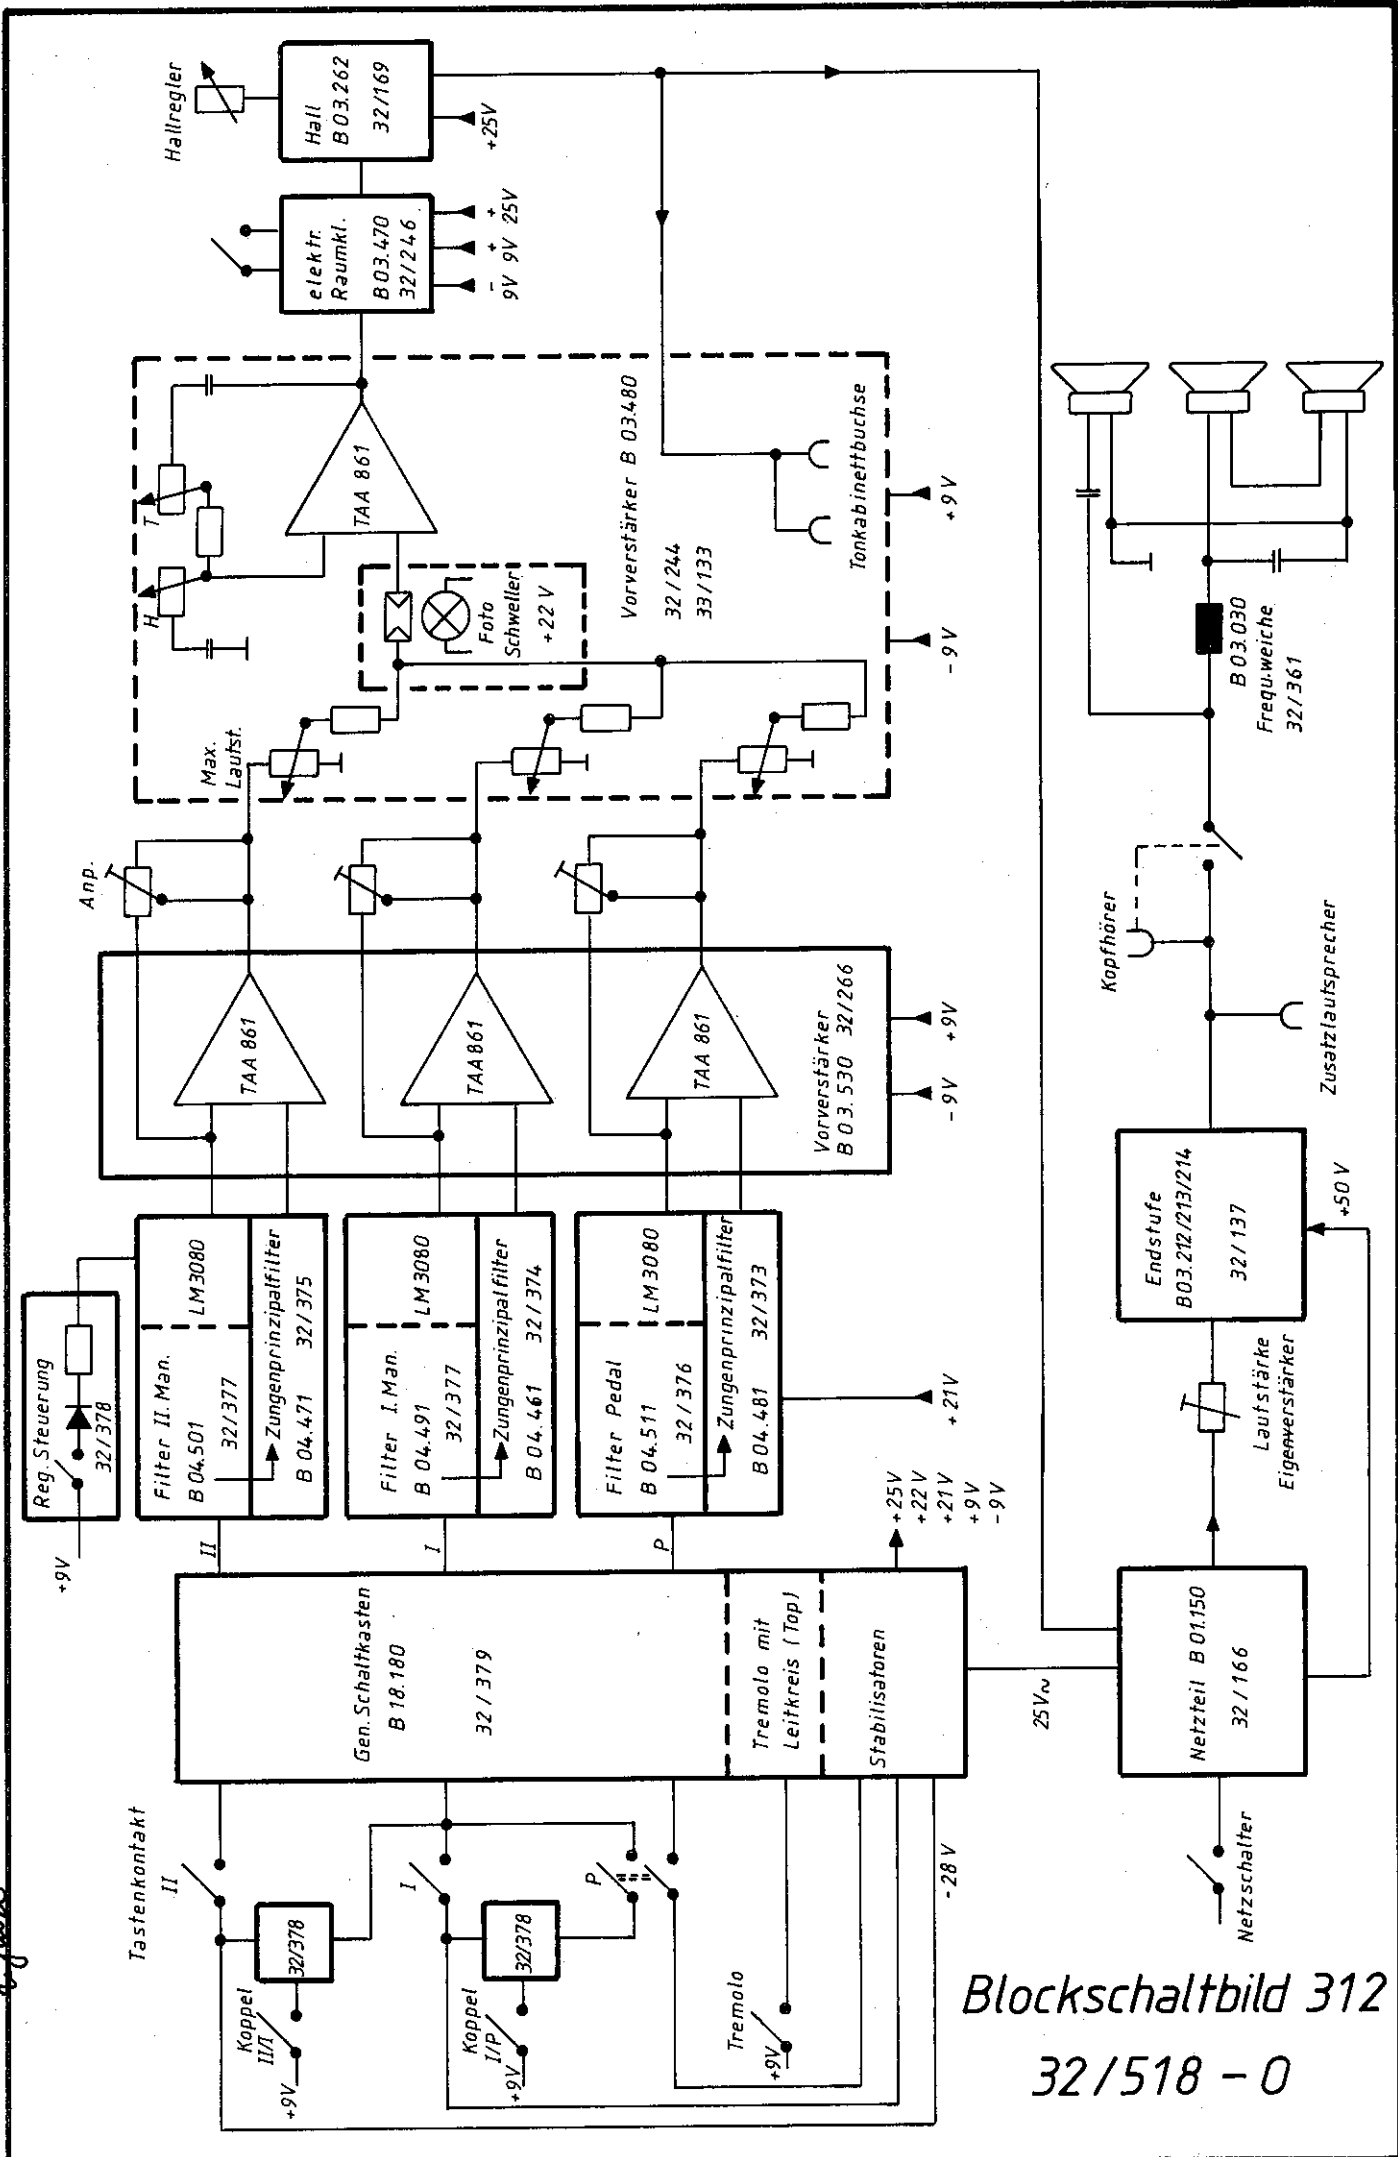 Tastenkontakt
II
I
P
32/378
32/378
Koppel
II/I
+9V
Koppel
I/P
+9V
Tremolo
+9V
-28V
Gen. Schaltkasten
B 18.180
32/379
Tremolo mit
Leitkreis (Top)
Stabilisatoren
+25V
+22V
+21V
+9V
-9V
25V~
II
I
P
+9V
Reg. Steuerung
32/378
Filter II. Man.
B 04.501
32/377
LM3080
Zungenprinzipalfilter
B 04.471 32/375
Filter I. Man.
B 04.491
32/377
LM3080
Zungenprinzipalfilter
B 04.461 32/374
Filter Pedal
B 04.511
32/376
LM3080
Zungenprinzipalfilter
B 04.481 32/373
+21V
Anp.
TAA 861
TAA 861
TAA 861
Vorverstärker
B 03.530 32/266
-9V
+9V
Max.
Lautst.
H
T
TAA 861
Foto
Schweller
+22 V
Vorverstärker B 03.480
32/244
33/133
Tonkabinettbuchse
-9V
+9V
elektr.
Raumkl.
B 03.470
32/246
-
9V
+
9V
+
25V
Hallregler
Hall
B 03.262
32/169
+25V
Netzschalter
Netzteil B 01.150
32/166
Lautstärke
Eigenverstärker
Endstufe
B03.212/213/214
32/137
+50V
Zusatzlautsprecher
Kopfhörer
B 03.030
Frequ.weiche
32/361
Blockschaltbild 312
32/518 - 0